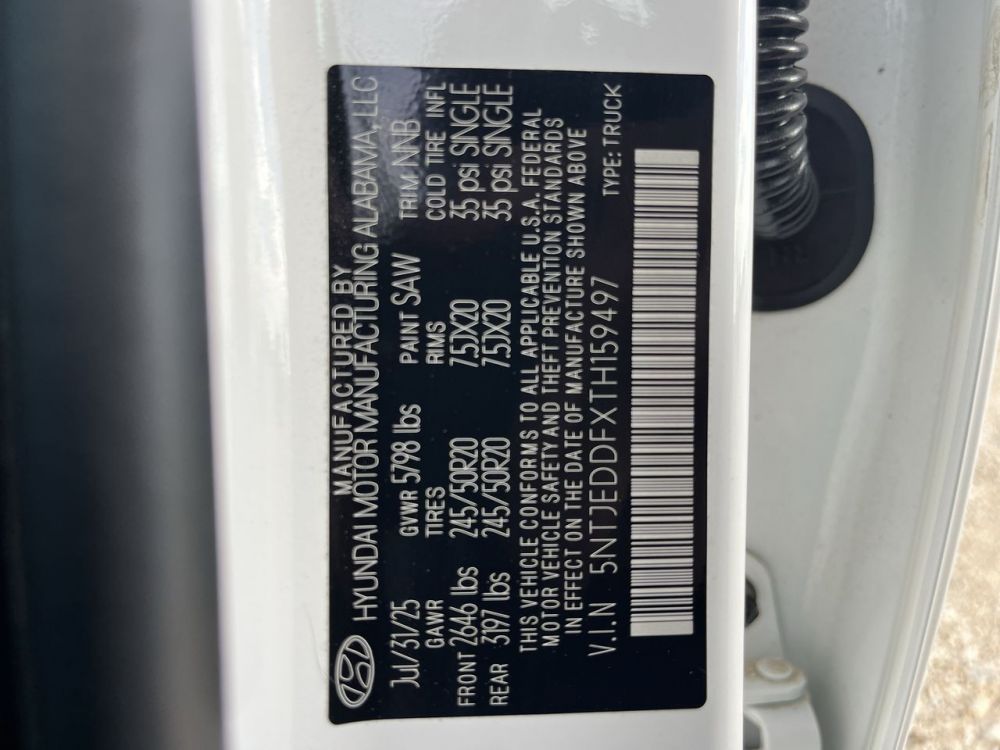 MANUFACTURED BY
HYUNDAI MOTOR MANUFACTURING ALABAMA, LLC
Jul/31/25 GVWR 5798 lbs PAINT SAW TRIM NNB
GAWR TIRES RIMS COLD TIRE INFL
FRONT 2646 lbs 245/50R20 7.5JX20 35 psi SINGLE
REAR 3197 lbs 245/50R20 7.5JX20 35 psi SINGLE
THIS VEHICLE CONFORMS TO ALL APPLICABLE U.S.A. FEDERAL
MOTOR VEHICLE SAFETY AND THEFT PREVENTION STANDARDS
IN EFFECT ON THE DATE OF MANUFACTURE SHOWN ABOVE
V.I.N 5NTJEDDFXTH159497 TYPE: TRUCK